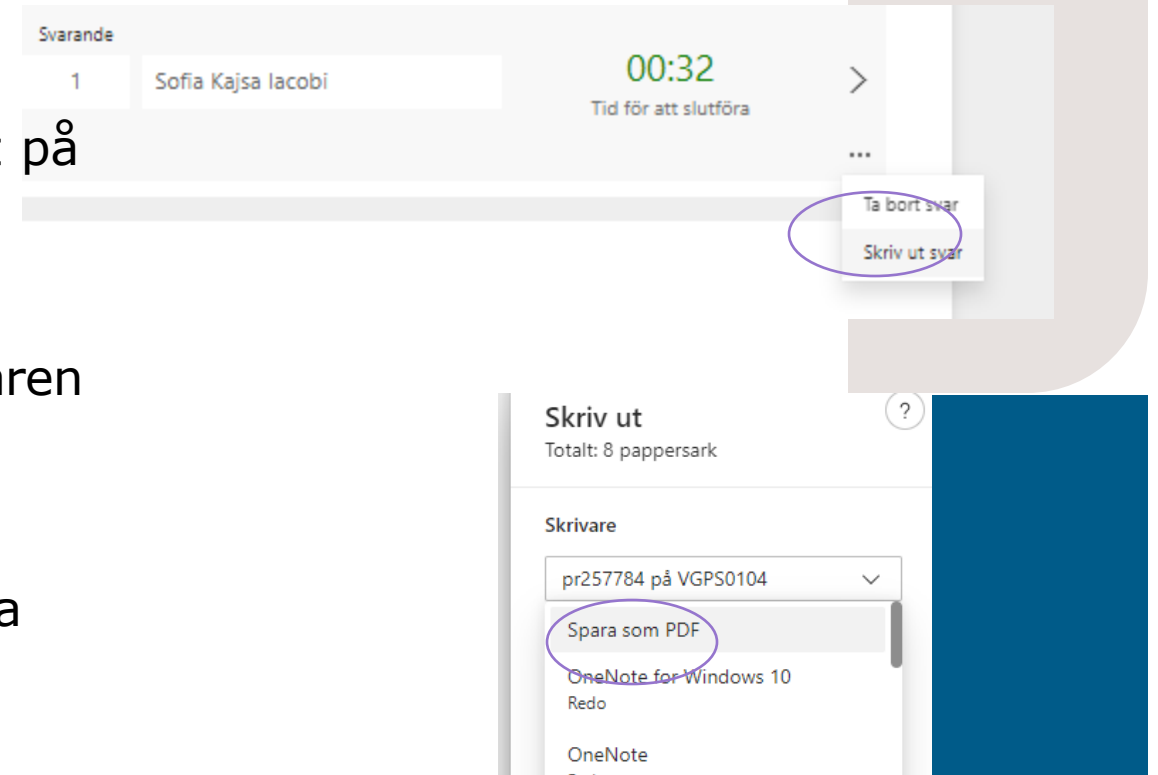 Svarande
1 Sofia Kajsa Iacobi
00:32
>
Tid för att slutföra
på
...
Ta bort svar
Skriv ut svar
Skriv ut
?
Totalt: 8 pappersark
Skrivare
pr257784 på VGPS0104
Spara som PDF
OneNote for Windows 10
Redo
OneNote